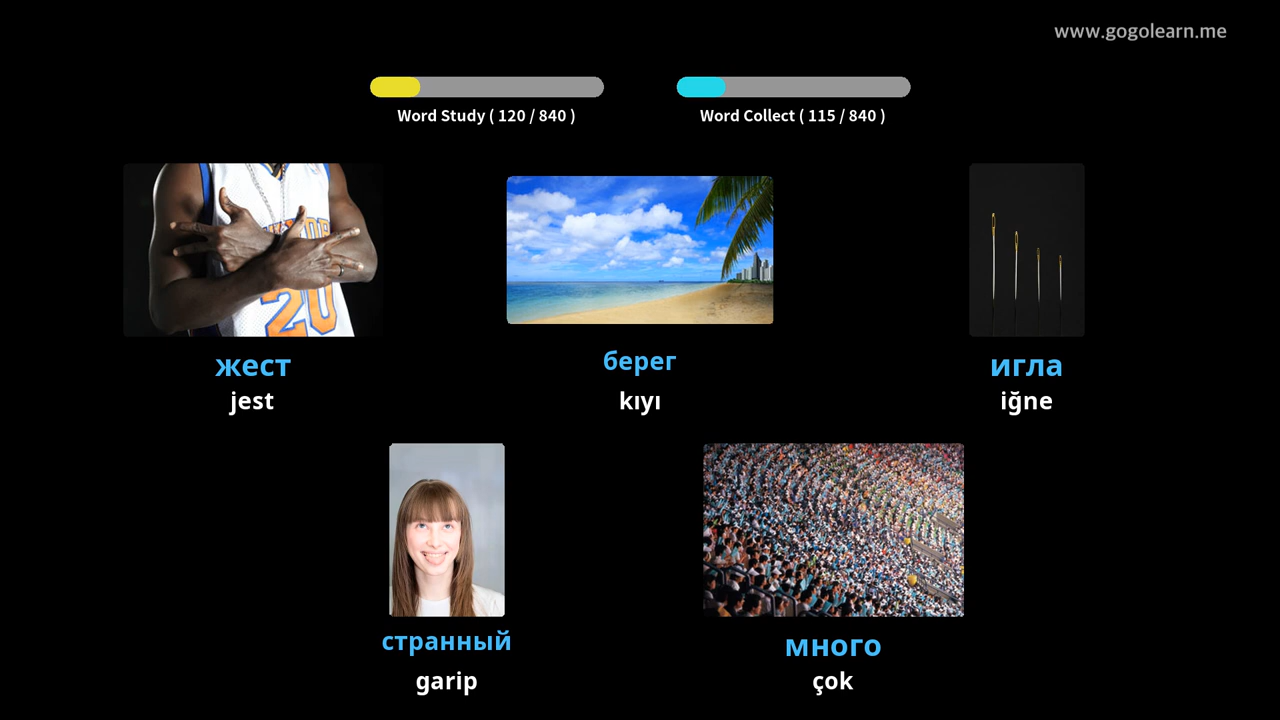 www.gogolearn.me
Word Study ( 120 / 840 )
Word Collect ( 115 / 840 )
20
жест
jest
берег
kıyı
игла
iğne
странный
garip
много
çok